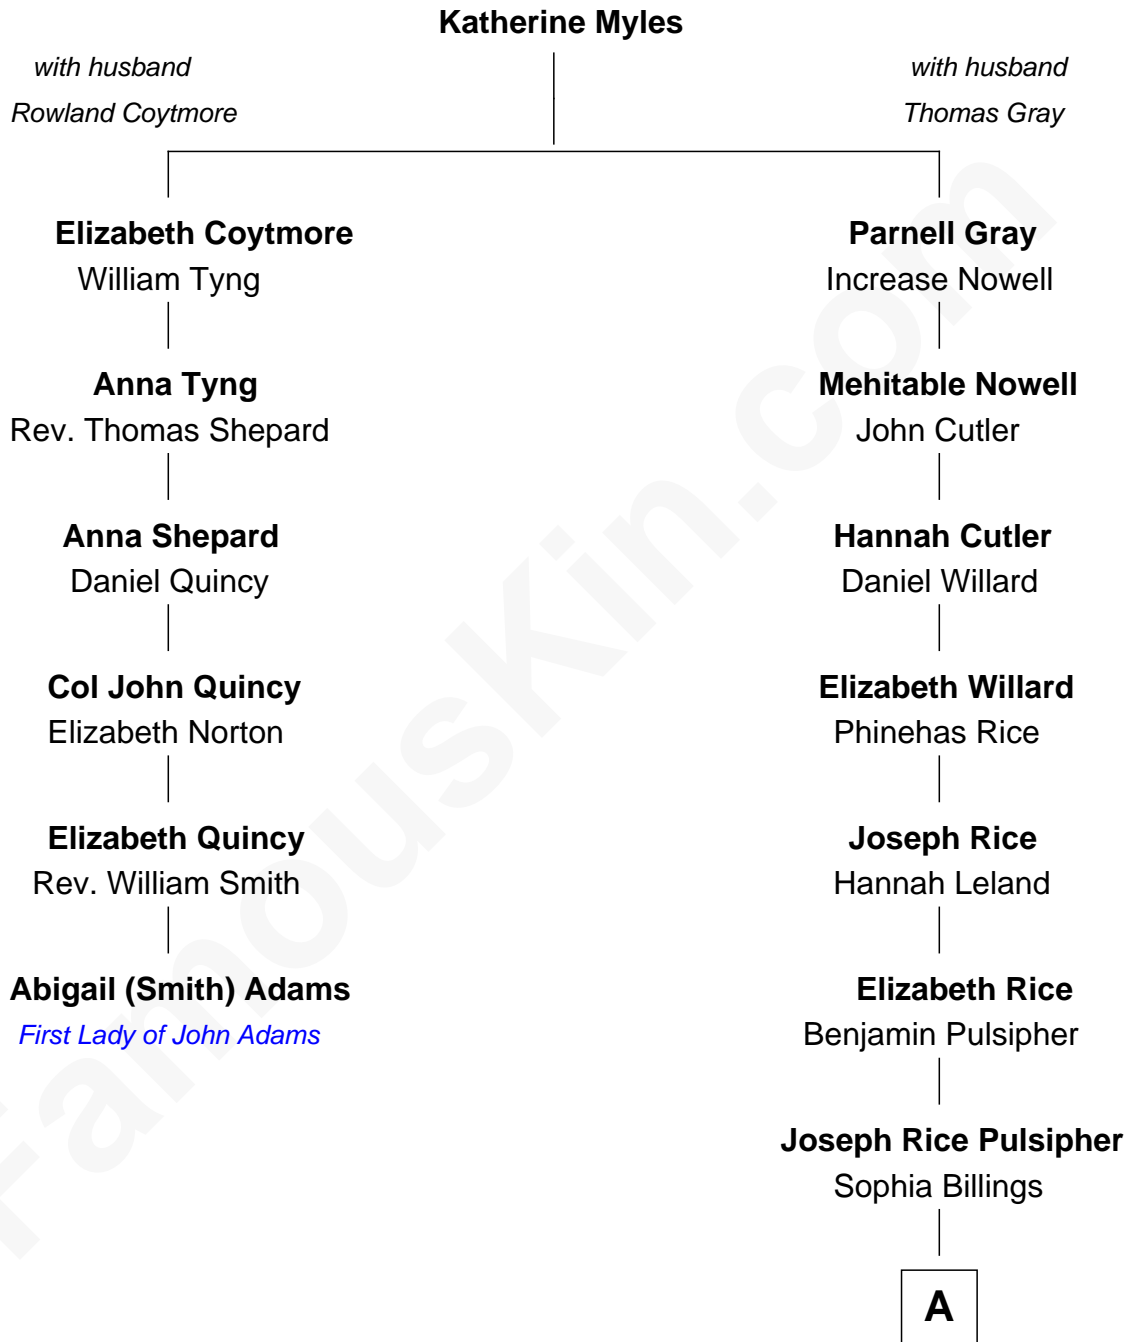 Katherine Myles
with husband
Rowland Coytmore
with husband
Thomas Gray
Elizabeth Coytmore
William Tyng
Anna Tyng
Rev. Thomas Shepard
Anna Shepard
Daniel Quincy
Col John Quincy
Elizabeth Norton
Elizabeth Quincy
Rev. William Smith
Abigail (Smith) Adams
First Lady of John Adams
Parnell Gray
Increase Nowell
Mehitable Nowell
John Cutler
Hannah Cutler
Daniel Willard
Elizabeth Willard
Phinehas Rice
Joseph Rice
Hannah Leland
Elizabeth Rice
Benjamin Pulsipher
Joseph Rice Pulsipher
Sophia Billings
A
FamousKin.com